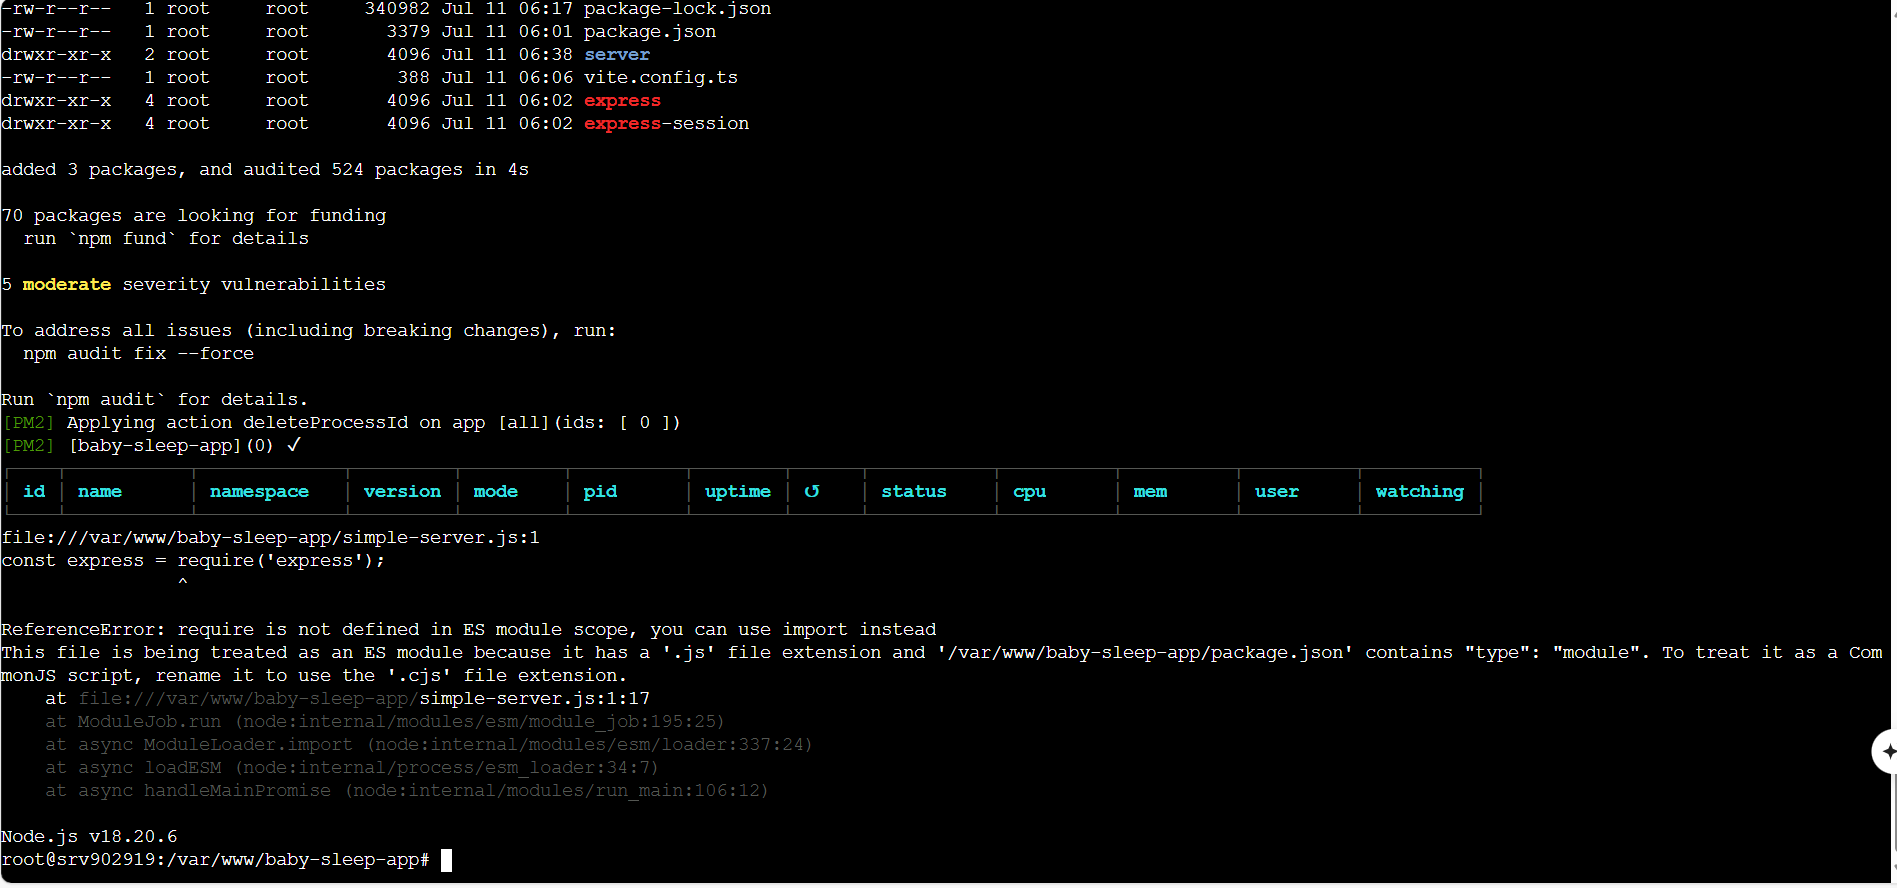 -rw-r--r--   1 root     root     340982 Jul 11 06:17 package-lock.json
-rw-r--r--   1 root     root       3379 Jul 11 06:01 package.json
drwxr-xr-x   2 root     root       4096 Jul 11 06:38 server
-rw-r--r--   1 root     root        388 Jul 11 06:06 vite.config.ts
drwxr-xr-x   4 root     root       4096 Jul 11 06:02 express
drwxr-xr-x   4 root     root       4096 Jul 11 06:02 express-session
added 3 packages, and audited 524 packages in 4s
70 packages are looking for funding
  run `npm fund` for details
5 moderate severity vulnerabilities
To address all issues (including breaking changes), run:
  npm audit fix --force
Run `npm audit` for details.
[PM2] Applying action deleteProcessId on app [all](ids: [ 0 ])
[PM2] [baby-sleep-app](0) ✓
│ id │ name │ namespace │ version │ mode │ pid │ uptime │ ↺ │ status │ cpu │ mem │ user │ watching │
file:///var/www/baby-sleep-app/simple-server.js:1
const express = require('express');
                ^
ReferenceError: require is not defined in ES module scope, you can use import instead
This file is being treated as an ES module because it has a '.js' file extension and '/var/www/baby-sleep-app/package.json' contains "type": "module". To treat it as a Com
monJS script, rename it to use the '.cjs' file extension.
    at file:///var/www/baby-sleep-app/simple-server.js:1:17
    at ModuleJob.run (node:internal/modules/esm/module_job:195:25)
    at async ModuleLoader.import (node:internal/modules/esm/loader:337:24)
    at async loadESM (node:internal/process/esm_loader:34:7)
    at async handleMainPromise (node:internal/modules/run_main:106:12)
Node.js v18.20.6
root@srv902919:/var/www/baby-sleep-app#